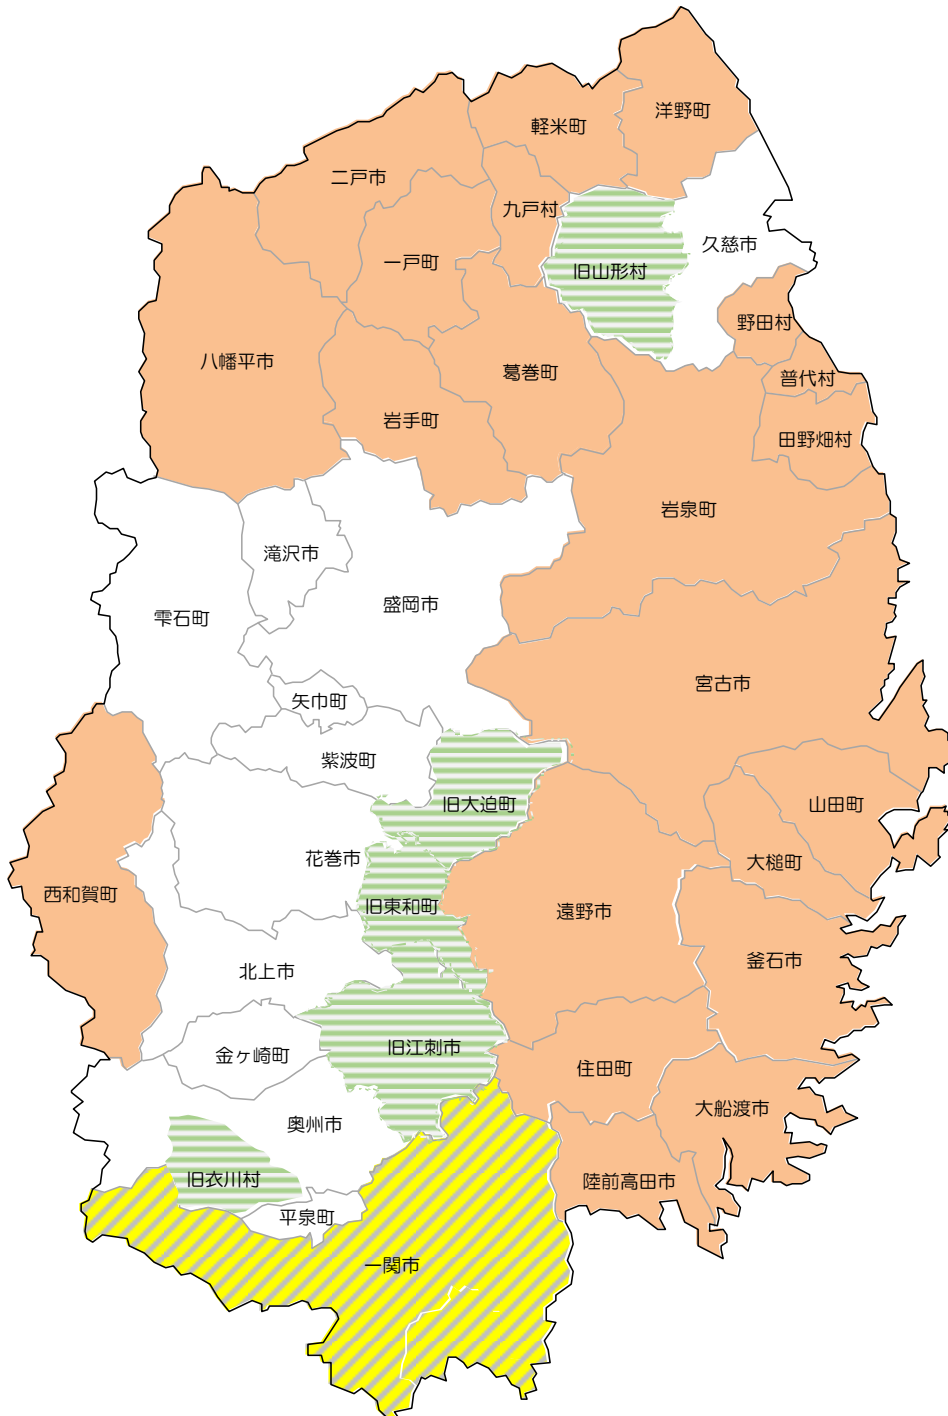 洋野町
軽米町
二戸市
九戸村
久慈市
一戸町
旧山形村
野田村
八幡平市
葛巻町
普代村
岩手町
田野畑村
岩泉町
滝沢市
盛岡市
雫石町
宮古市
矢巾町
紫波町
旧大迫町
山田町
花巻市
大槌町
西和賀町
旧東和町
遠野市
釜石市
北上市
旧江刺市
金ヶ崎町
住田町
大船渡市
奥州市
旧衣川村
陸前高田市
平泉町
一関市